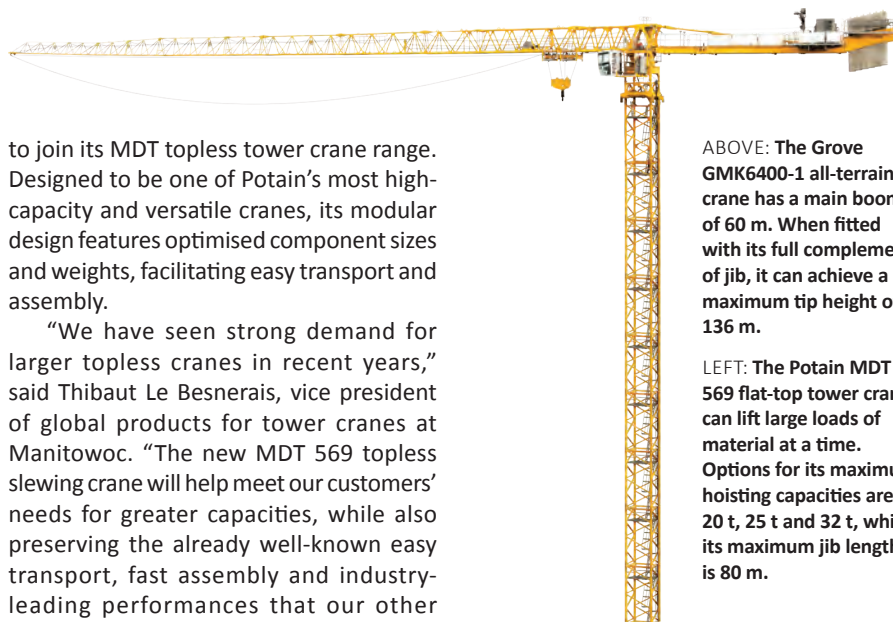 to join its MDT topless tower crane range.
Designed to be one of Potain's most high-
capacity and versatile cranes, its modular
design features optimised component sizes
and weights, facilitating easy transport and
assembly.
"We have seen strong demand for
larger topless cranes in recent years,"
said Thibaut Le Besnerais, vice president
of global products for tower cranes at
Manitowoc. "The new MDT 569 topless
slewing crane will help meet our customers'
needs for greater capacities, while also
preserving the already well-known easy
transport, fast assembly and industry-
leading performances that our other
ABOVE: The Grove
GMK6400-1 all-terrain
crane has a main boom
of 60 m. When fitted
with its full compleme
of jib, it can achieve a
maximum tip height o
136 m.
LEFT: The Potain MDT
569 flat-top tower cran
can lift large loads of
material at a time.
Options for its maximu
hoisting capacities are
20 t, 25 t and 32 t, whi
its maximum jib length
is 80 m.